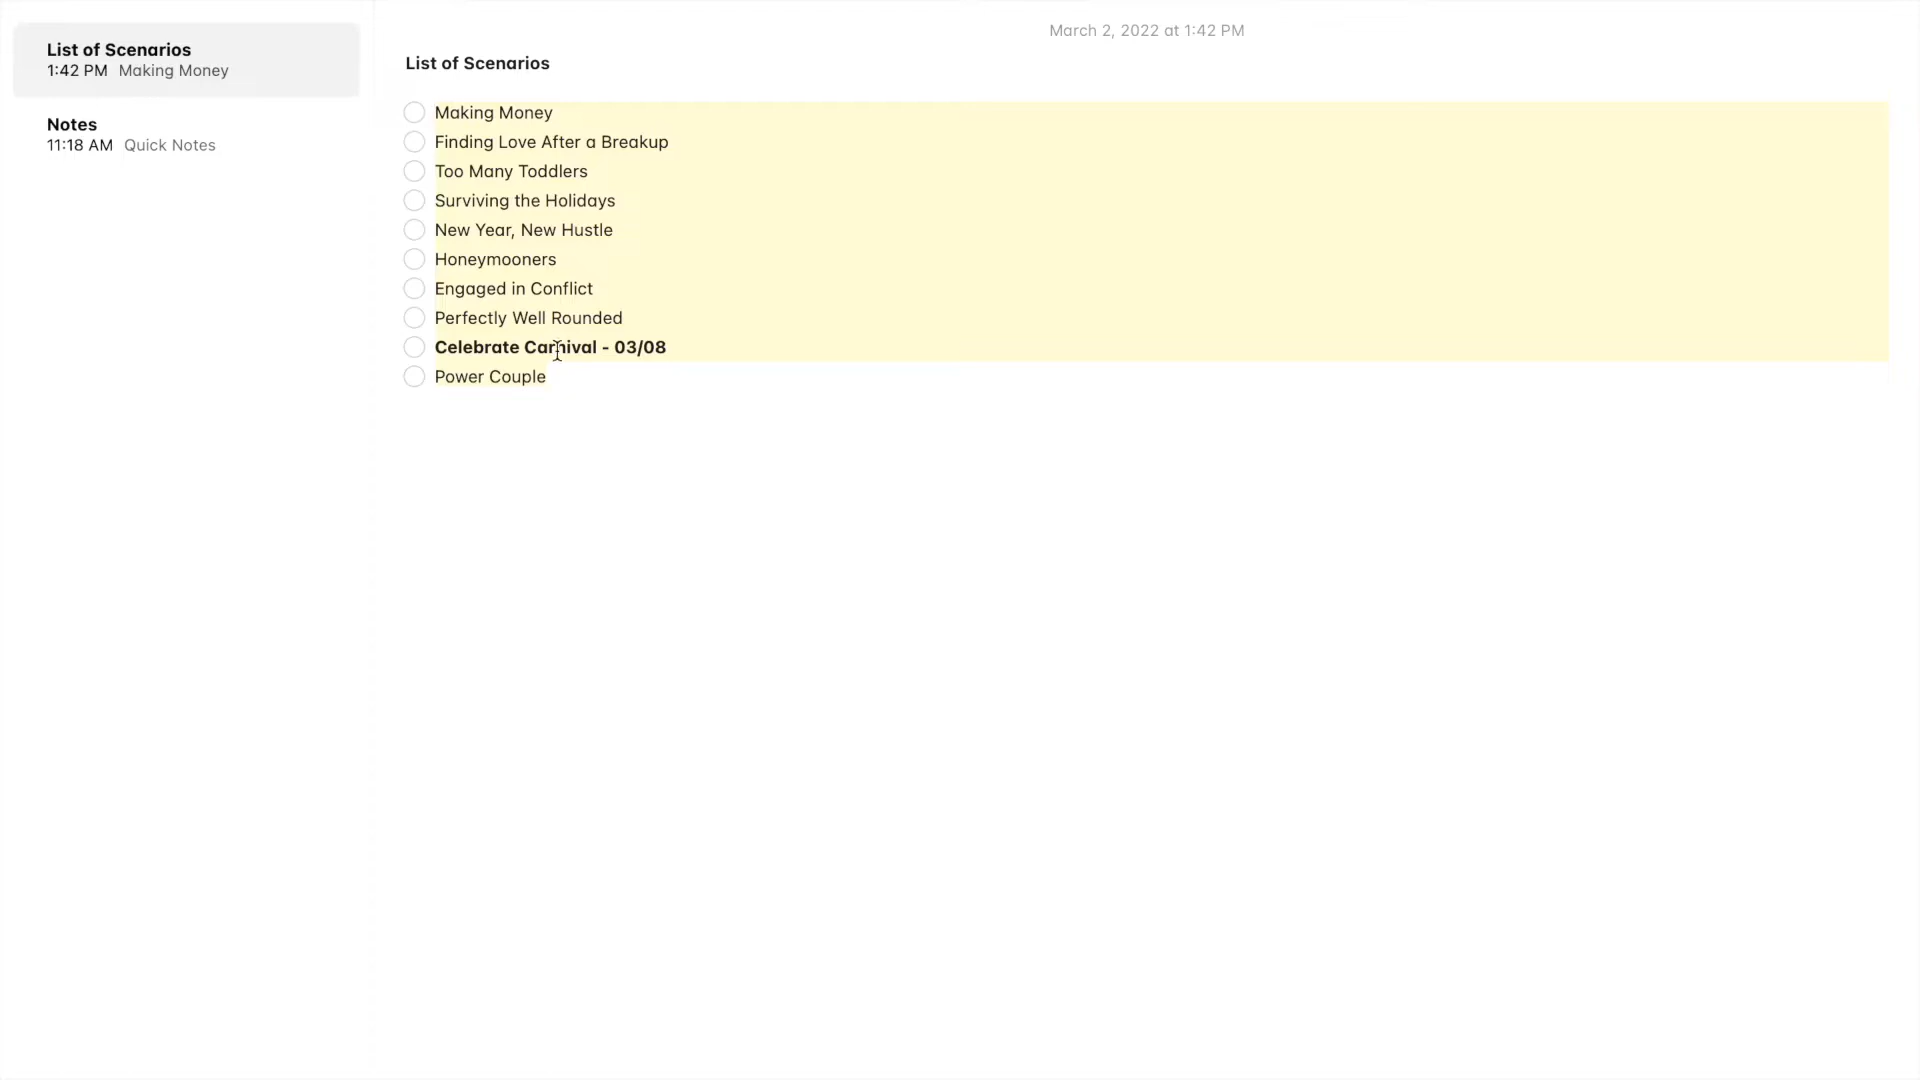 List of Scenarios
1:42 PM Making Money
Notes
11:18 AM Quick Notes
March 2, 2022 at 1:42 PM
List of Scenarios
Making Money
Finding Love After a Breakup
Too Many Toddlers
Surviving the Holidays
New Year, New Hustle
Honeymooners
Engaged in Conflict
Perfectly Well Rounded
Celebrate Carnival - 03/08
Power Couple